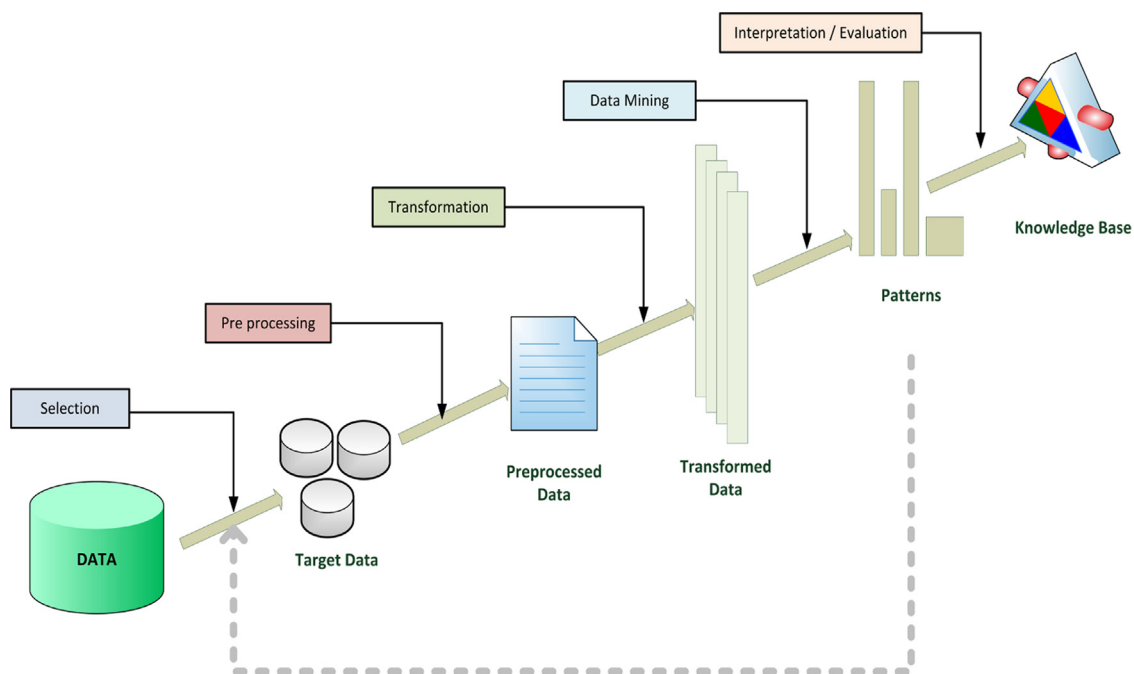 Interpretation / Evaluation
Data Mining
Transformation
Knowledge Base
Patterns
Pre processing
Selection
Preprocessed
Data
Transformed
Data
DATA
Target Data